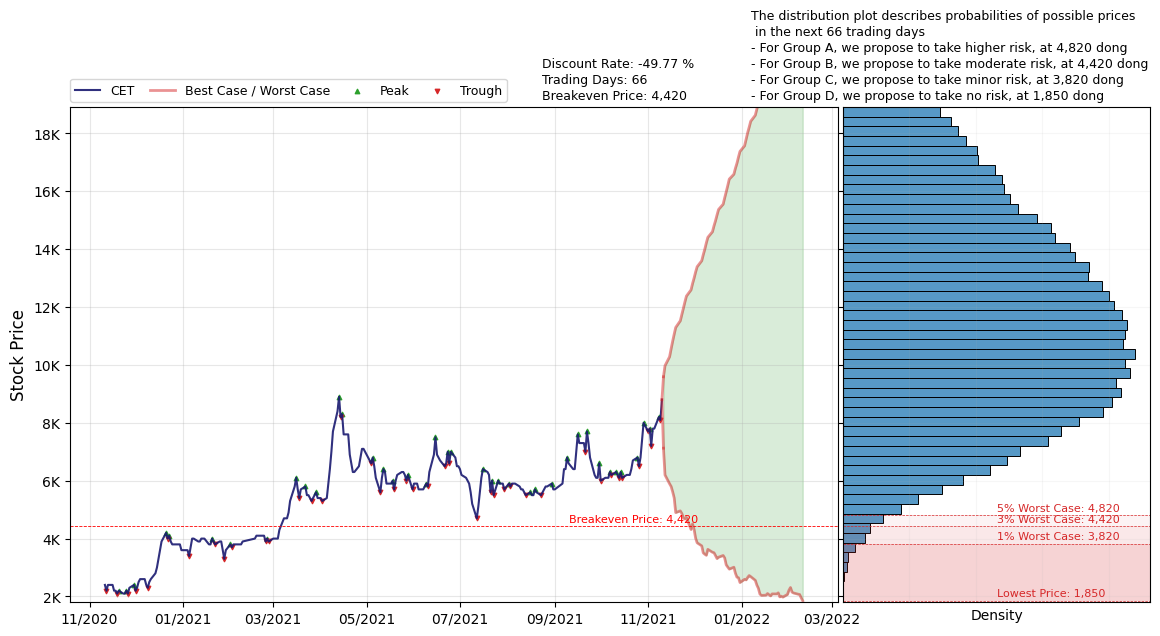 The distribution plot describes probabilities of possible prices
in the next 66 trading days
- For Group A, we propose to take higher risk, at 4,820 dong
- For Group B, we propose to take moderate risk, at 4,420 dong
- For Group C, we propose to take minor risk, at 3,820 dong
- For Group D, we propose to take no risk, at 1,850 dong
Discount Rate: -49.77 %
Trading Days: 66
Breakeven Price: 4,420
CET
Best Case / Worst Case
Peak
Trough
Stock Price
18K
16K
14K
12K
10K
8K
6K
4K
2K
Breakeven Price: 4,420
5% Worst Case: 4,820
3% Worst Case: 4,420
1% Worst Case: 3,820
Lowest Price: 1,850
11/2020
01/2021
03/2021
05/2021
07/2021
09/2021
11/2021
01/2022
03/2022
Density